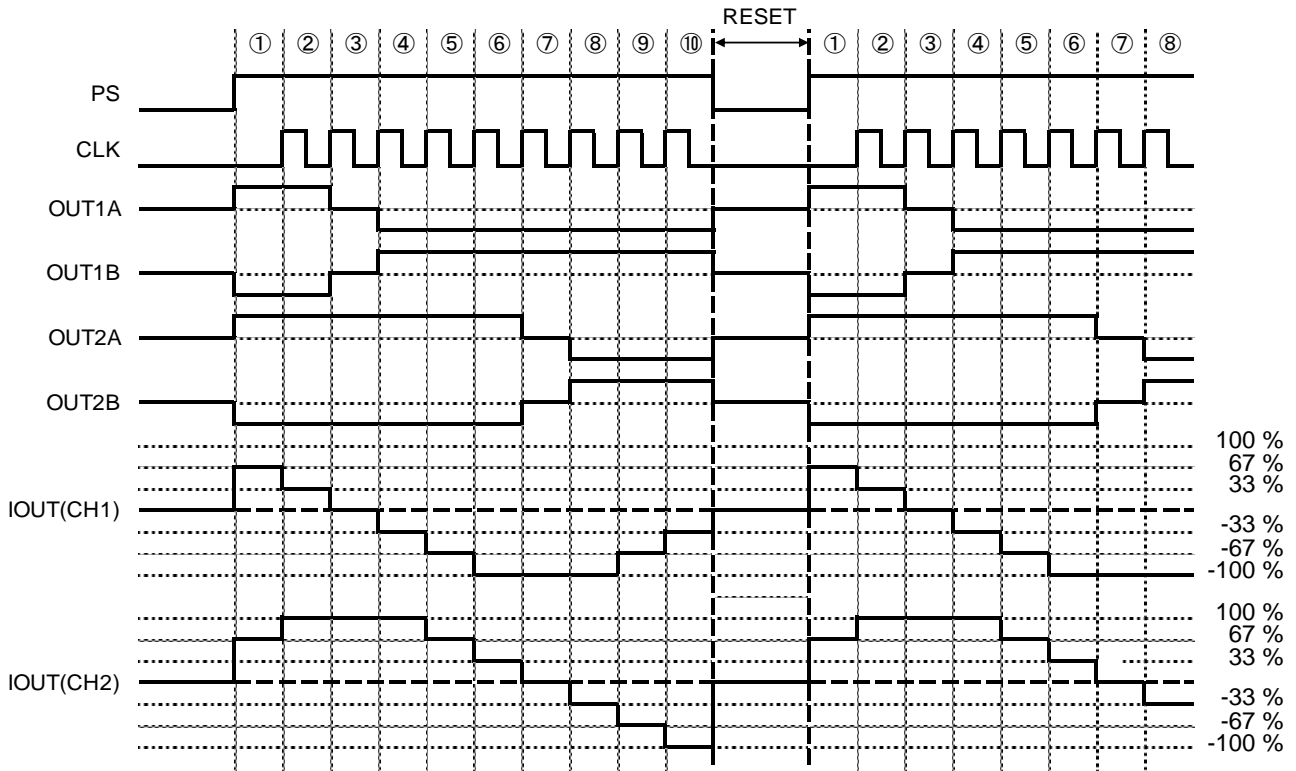 RESET
① ② ③ ④ ⑤ ⑥ ⑦ ⑧ ⑨ ⑩ ① ② ③ ④ ⑤ ⑥ ⑦ ⑧
PS
CLK
OUT1A
OUT1B
OUT2A
OUT2B
100 %
67 %
33 %
IOUT(CH1)
-33 %
-67 %
-100 %
100 %
67 %
33 %
IOUT(CH2)
-33 %
-67 %
-100 %